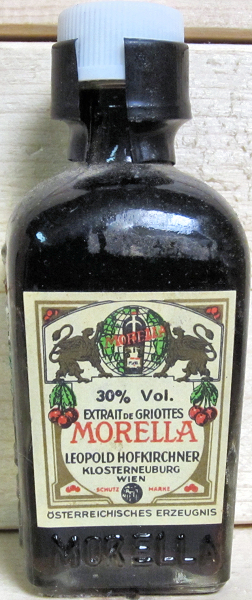 MORELLA
30% Vol.
EXTRAIT DE GRIOTTES
MORELLA
LEOPOLD HOFKIRCHNER
KLOSTERNEUBURG
WIEN
SCHUTZ MARKE
ÖSTERREICHISCHES ERZEUGNIS
MORELLA